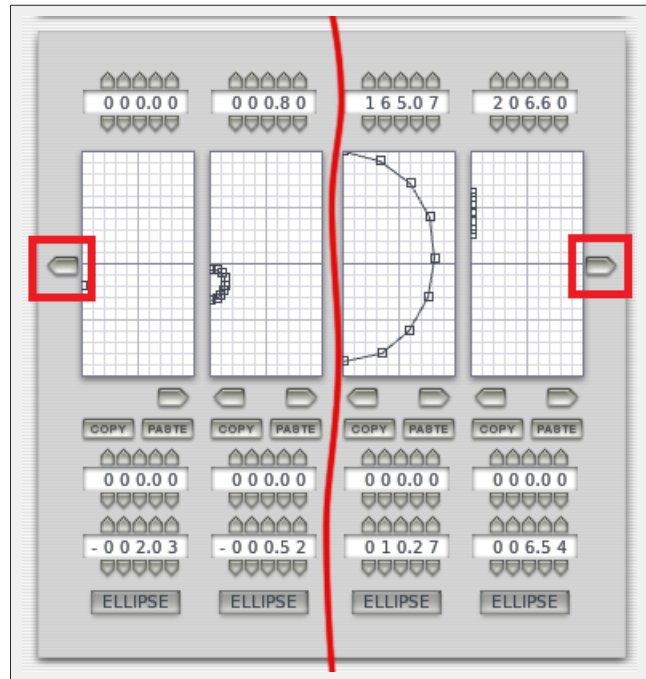 000.00 000.80 165.07 206.60
COPY PASTE COPY PASTE COPY PASTE COPY PASTE
000.00 000.00 000.00 000.00
-002.03 -000.52 010.27 006.54
ELLIPSE ELLIPSE ELLIPSE ELLIPSE